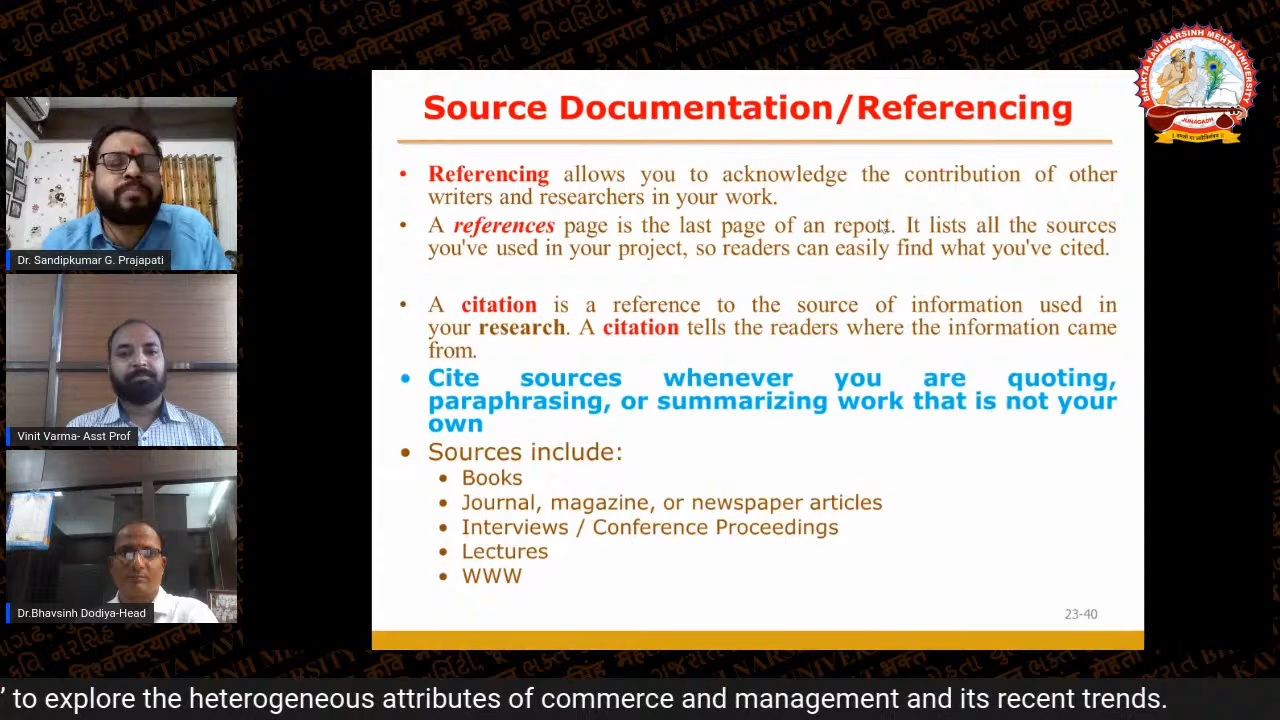 Source Documentation/Referencing
• Referencing allows you to acknowledge the contribution of other
writers and researchers in your work.
• A references page is the last page of an report. It lists all the sources
you've used in your project, so readers can easily find what you've cited.
• A citation is a reference to the source of information used in
your research. A citation tells the readers where the information came
from.
• Cite sources whenever you are quoting,
paraphrasing, or summarizing work that is not your
own
• Sources include:
• Books
• Journal, magazine, or newspaper articles
• Interviews / Conference Proceedings
• Lectures
• WWW
23-40
Dr. Sandipkumar G. Prajapati
Vinit Varma- Asst Prof
Dr.Bhavsinh Dodiya-Head
BHAKTA KAVI NARSINH MEHTA UNIVERSITY
JUNAGADH
' to explore the heterogeneous attributes of commerce and management and its recent trends.